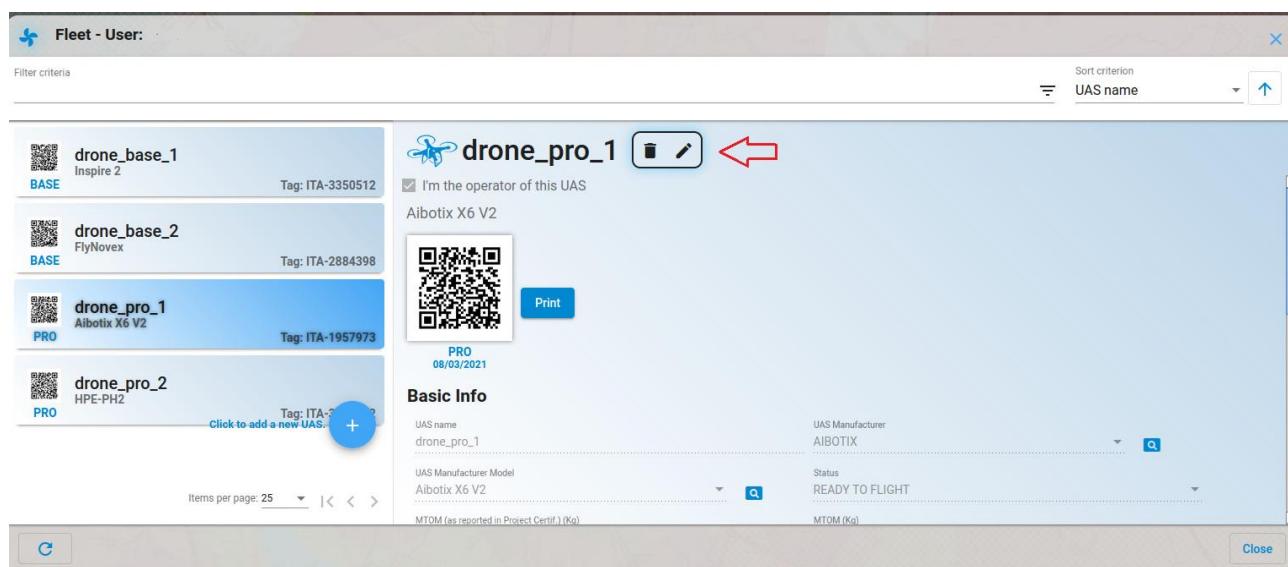 Fleet - User:
Filter criteria
Sort criterion
UAS name
drone_base_1
Inspire 2
BASE
Tag: ITA-3350512
drone_base_2
FlyNovex
BASE
Tag: ITA-2884398
drone_pro_1
Aibotix X6 V2
PRO
Tag: ITA-1957973
drone_pro_2
HPE-PH2
PRO
Tag: ITA-3
Click to add a new UAS.
Items per page: 25
drone_pro_1
I'm the operator of this UAS
Aibotix X6 V2
Print
PRO
08/03/2021
Basic Info
UAS name
drone_pro_1
UAS Manufacturer
AIBOTIX
UAS Manufacturer Model
Aibotix X6 V2
Status
READY TO FLIGHT
MTOM (as reported in Project Certif.) (Kg)
MTOM (Kg)
Close